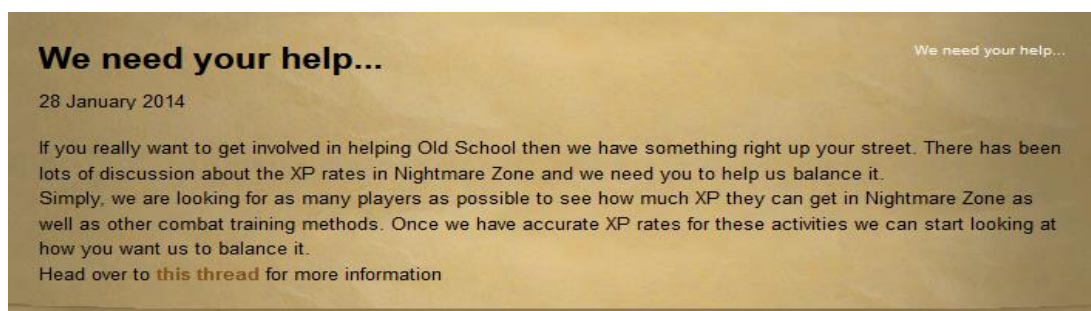 We need your help...
We need your help...
28 January 2014
If you really want to get involved in helping Old School then we have something right up your street. There has been
lots of discussion about the XP rates in Nightmare Zone and we need you to help us balance it.
Simply, we are looking for as many players as possible to see how much XP they can get in Nightmare Zone as
well as other combat training methods. Once we have accurate XP rates for these activities we can start looking at
how you want us to balance it.
Head over to this thread for more information